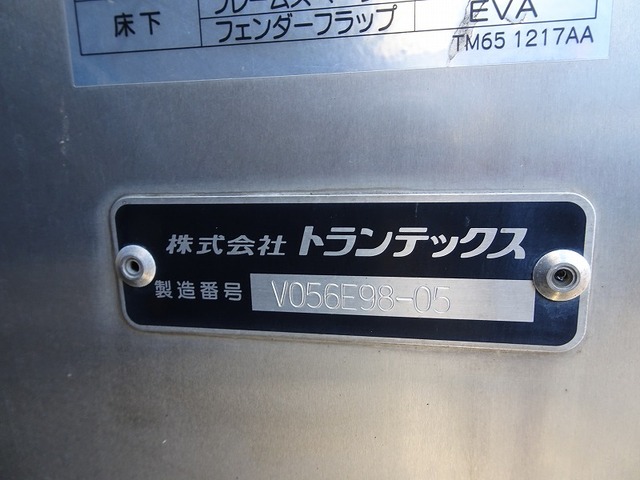 床下
フェンダーフラップ
EVA
TM65 1217AA
株式会社 トランテックス
製造番号 V056E98-05